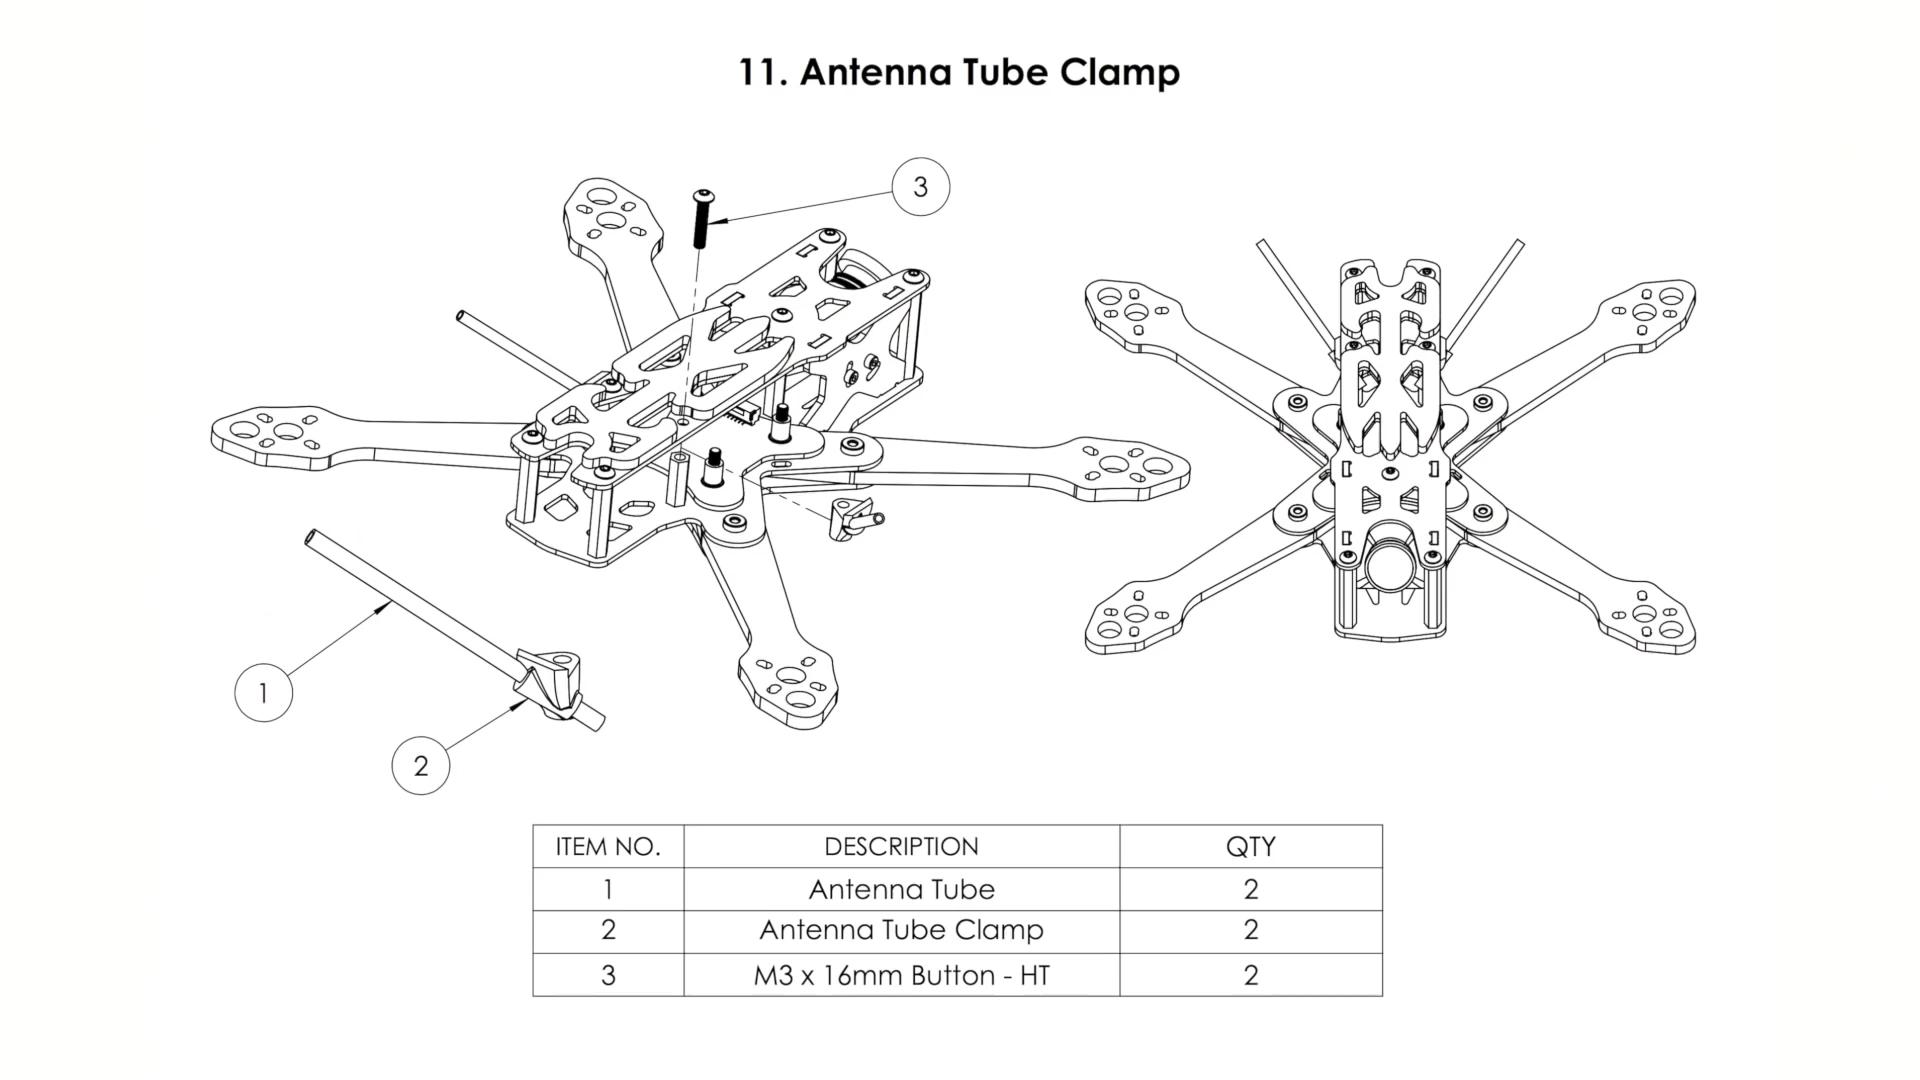 11. Antenna Tube Clamp
3
1
2
ITEM NO. DESCRIPTION QTY
1 Antenna Tube 2
2 Antenna Tube Clamp 2
3 M3 x 16mm Button - HT 2